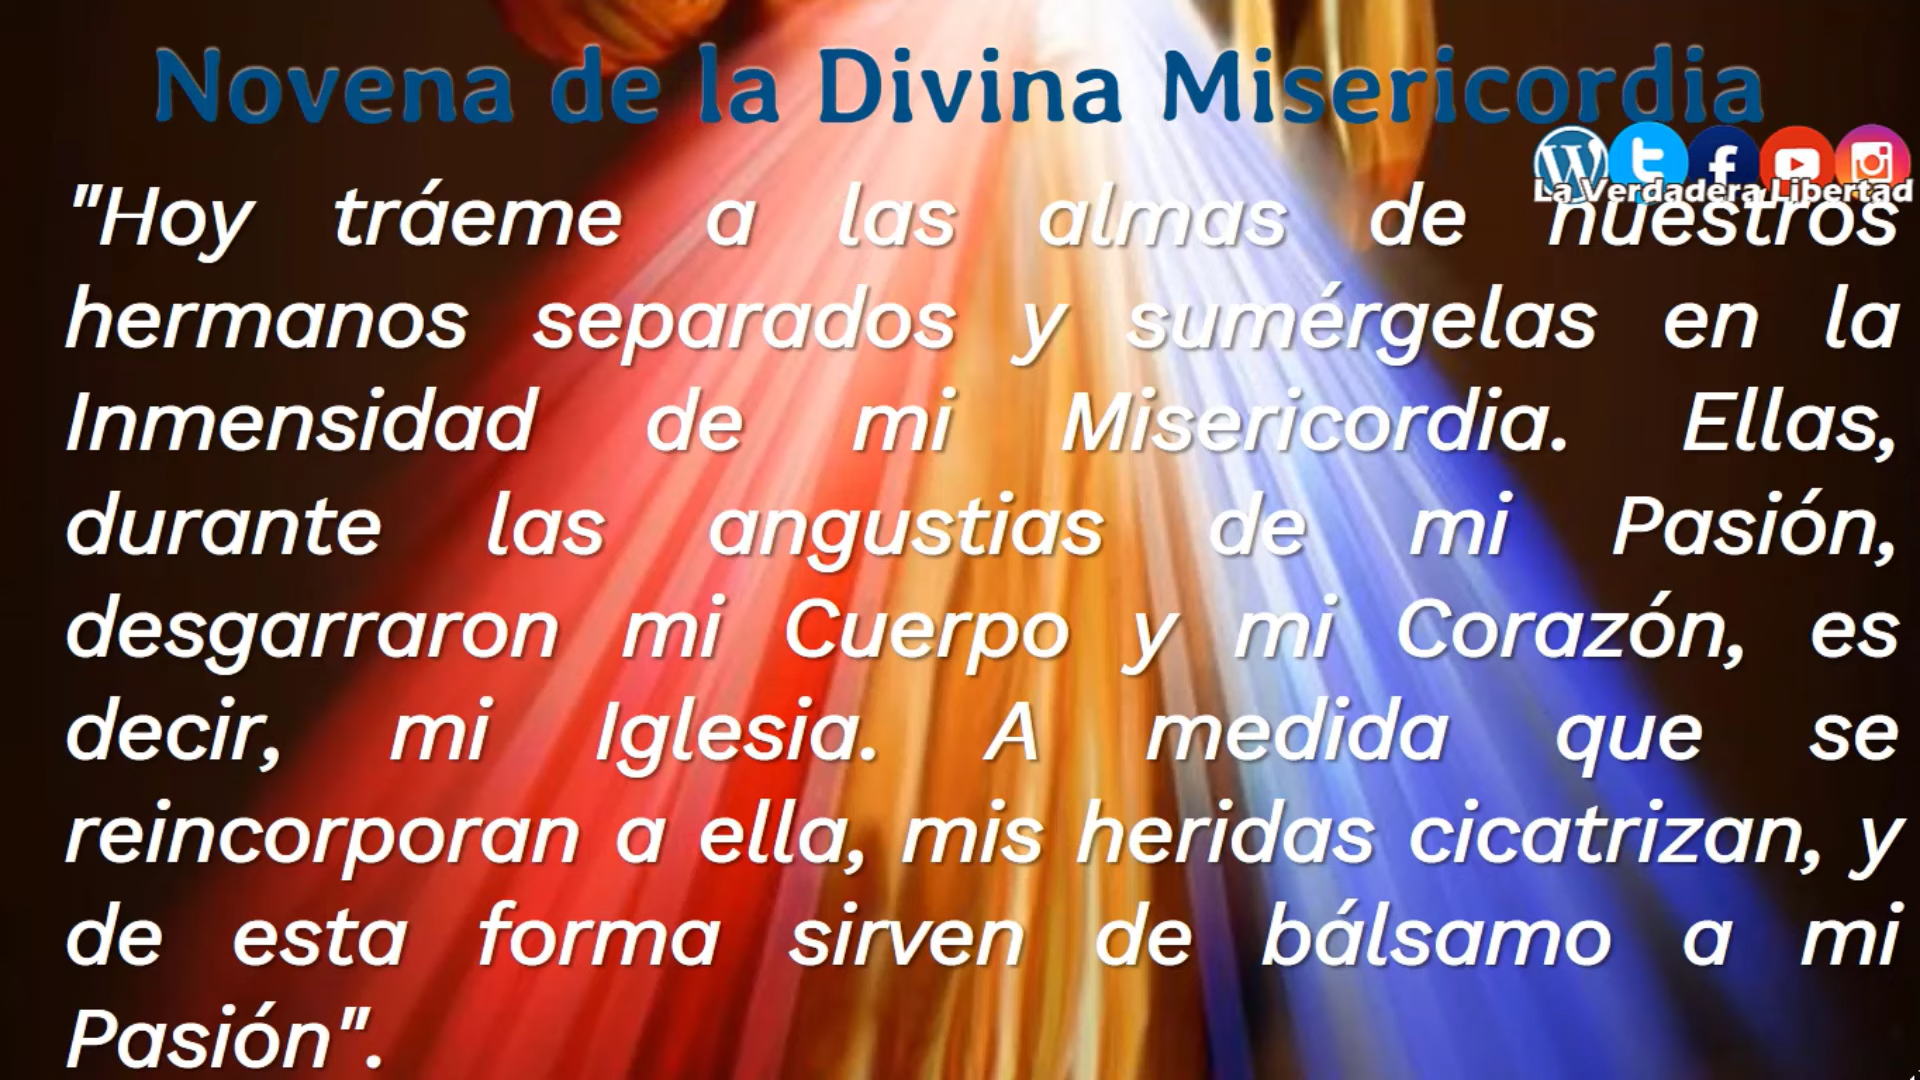 Novena de la Divina Misericordia
La Verdadera Libertad
"Hoy tráeme a las almas de nuestros
hermanos separados y sumérgelas en la
Inmensidad de mi Misericordia. Ellas,
durante las angustias de mi Pasión,
desgarraron mi Cuerpo y mi Corazón, es
decir, mi Iglesia. A medida que se
reincorporan a ella, mis heridas cicatrizan, y
de esta forma sirven de bálsamo a mi
Pasión".